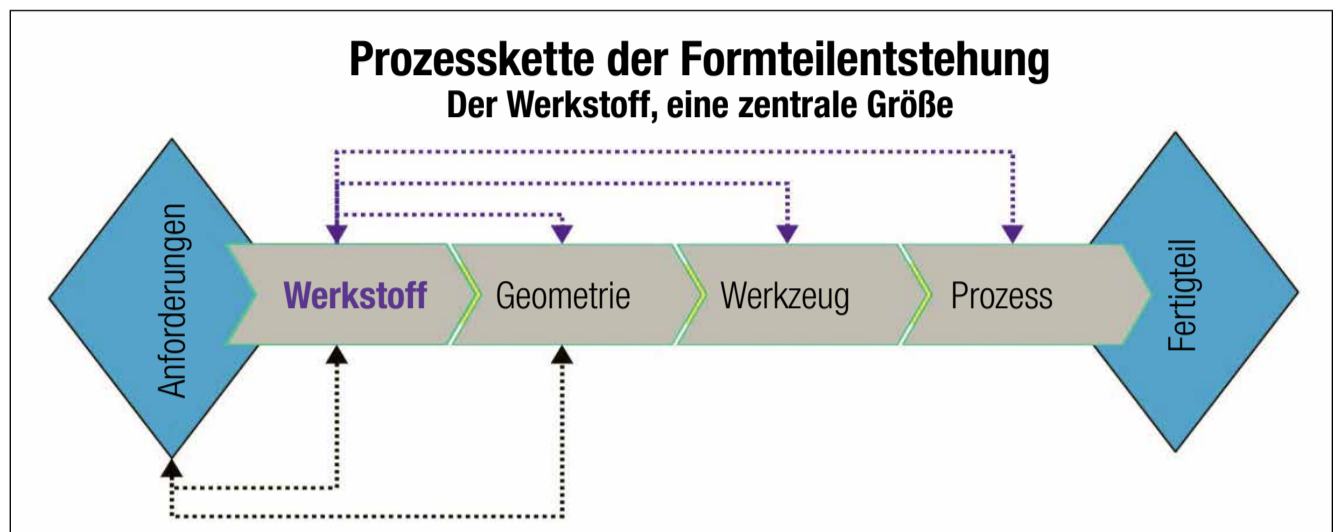 Prozesskette der Formteilentstehung
Der Werkstoff, eine zentrale Größe
Anforderungen
Werkstoff
Geometrie
Werkzeug
Prozess
Fertigteil